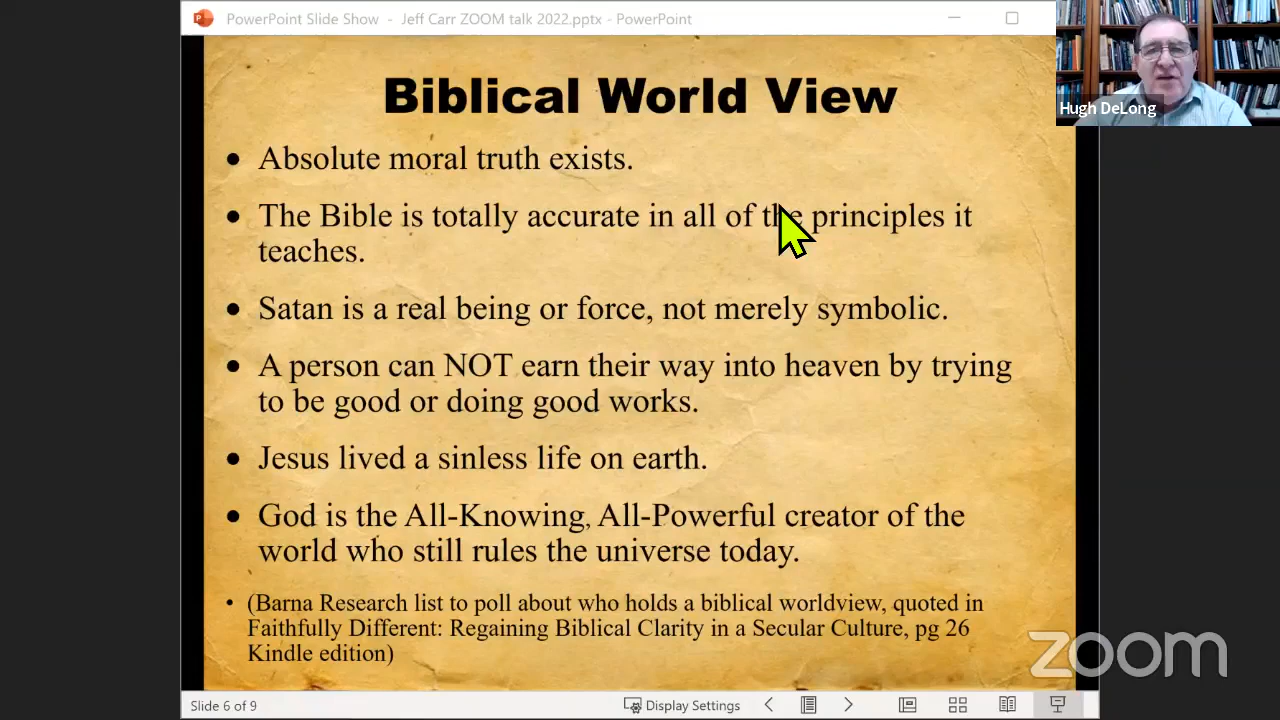 PowerPoint Slide Show - Jeff Carr ZOOM talk 2022.pptx - PowerPoint
Hugh DeLong
Biblical World View
• Absolute moral truth exists.
• The Bible is totally accurate in all of the principles it
teaches.
• Satan is a real being or force, not merely symbolic.
• A person can NOT earn their way into heaven by trying
to be good or doing good works.
• Jesus lived a sinless life on earth.
• God is the All-Knowing, All-Powerful creator of the
world who still rules the universe today.
• (Barna Research list to poll about who holds a biblical worldview, quoted in
Faithfully Different: Regaining Biblical Clarity in a Secular Culture, pg 26
Kindle edition)
zoom
Slide 6 of 9
Display Settings